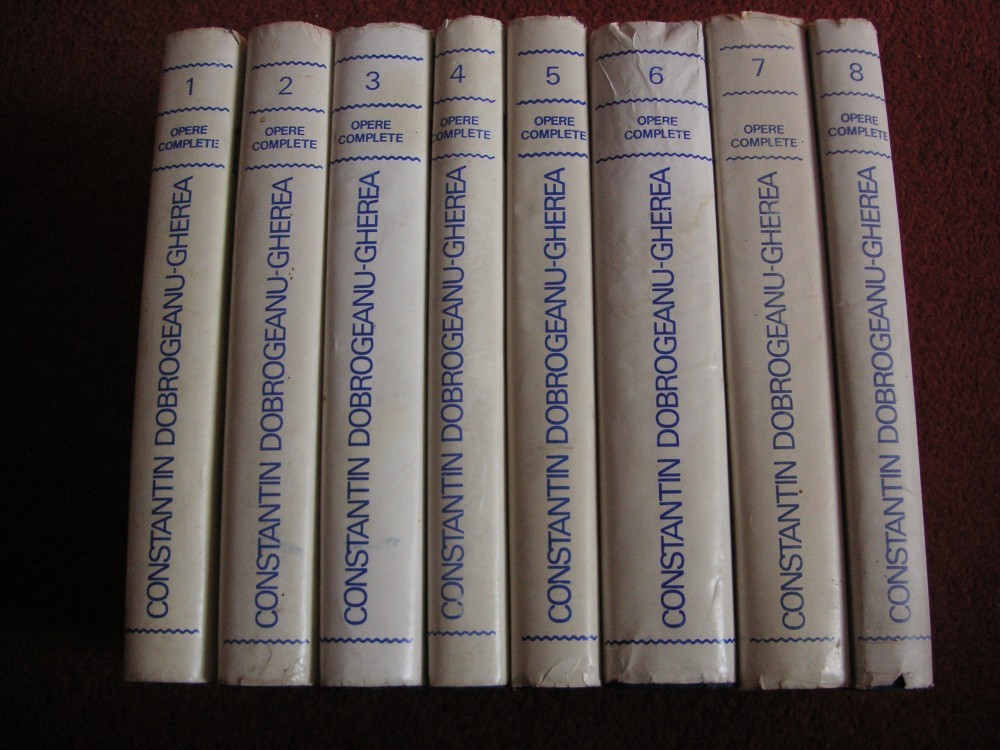 1
OPERE
COMPLETE
CONSTANTIN DOBROGEANU-GHEREA
2
OPERE
COMPLETE
CONSTANTIN DOBROGEANU-GHEREA
3
OPERE
COMPLETE
CONSTANTIN DOBROGEANU-GHEREA
4
OPERE
COMPLETE
CONSTANTIN DOBROGEANU-GHEREA
5
OPERE
COMPLETE
CONSTANTIN DOBROGEANU-GHEREA
6
OPERE
COMPLETE
CONSTANTIN DOBROGEANU-GHEREA
7
OPERE
COMPLETE
CONSTANTIN DOBROGEANU-GHEREA
8
OPERE
COMPLETE
CONSTANTIN DOBROGEANU-GHEREA